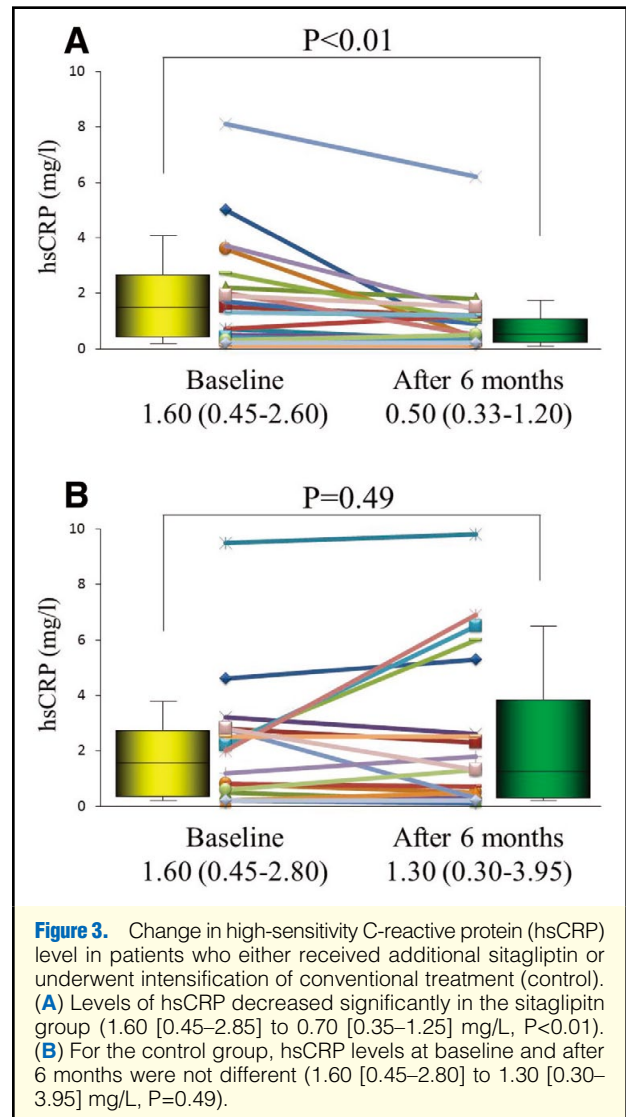 A
P<0.01
10
8
6
4
2
0
hsCRP (mg/l)
Baseline
After 6 months
1.60 (0.45-2.60)
0.50 (0.33-1.20)
B
P=0.49
10
8
6
4
2
0
hsCRP (mg/l)
Baseline
After 6 months
1.60 (0.45-2.80)
1.30 (0.30-3.95)
Figure 3. Change in high-sensitivity C-reactive protein (hsCRP)
level in patients who either received additional sitagliptin or
underwent intensification of conventional treatment (control).
(A) Levels of hsCRP decreased significantly in the sitaglipitn
group (1.60 [0.45–2.85] to 0.70 [0.35–1.25] mg/L, P<0.01).
(B) For the control group, hsCRP levels at baseline and after
6 months were not different (1.60 [0.45–2.80] to 1.30 [0.30–
3.95] mg/L, P=0.49).